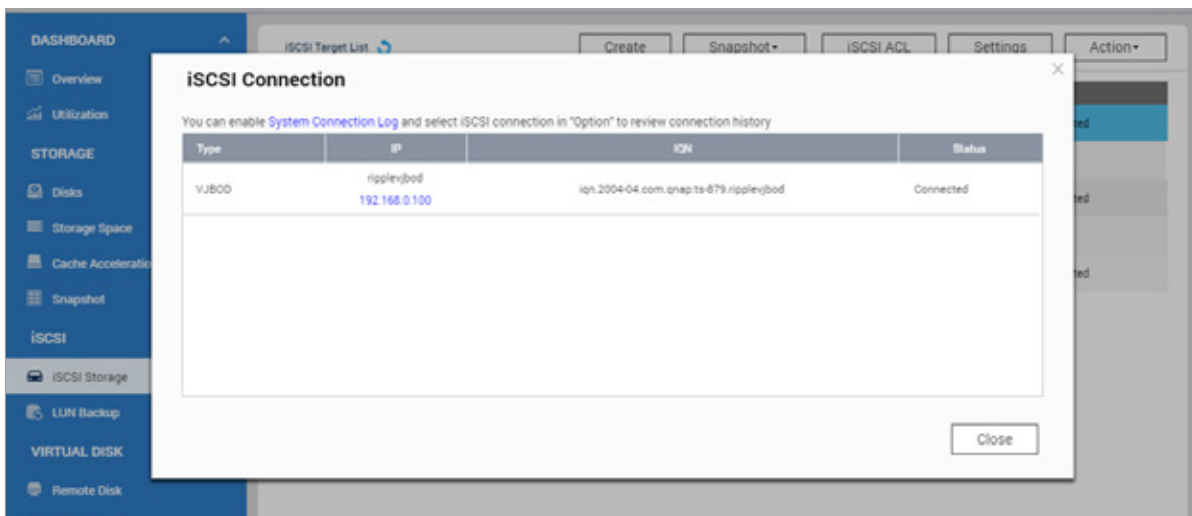 DASHBOARD
Overview
Utilization
STORAGE
Disks
Storage Space
Cache Acceleratio
Snapshot
iSCSI
iSCSI Storage
LUN Backup
VIRTUAL DISK
Remote Disk
iSCSI Target List
Create Snapshot iSCSI ACL Settings Action
iSCSI Connection
You can enable System Connection Log and select iSCSI connection in "Option" to review connection history
Type IP IQN Status
VJBOD ripplevjbod iqn.2004-04.com.qnap:ts-879.ripplevjbod Connected
192.168.0.100
Close
ted
ted
ted